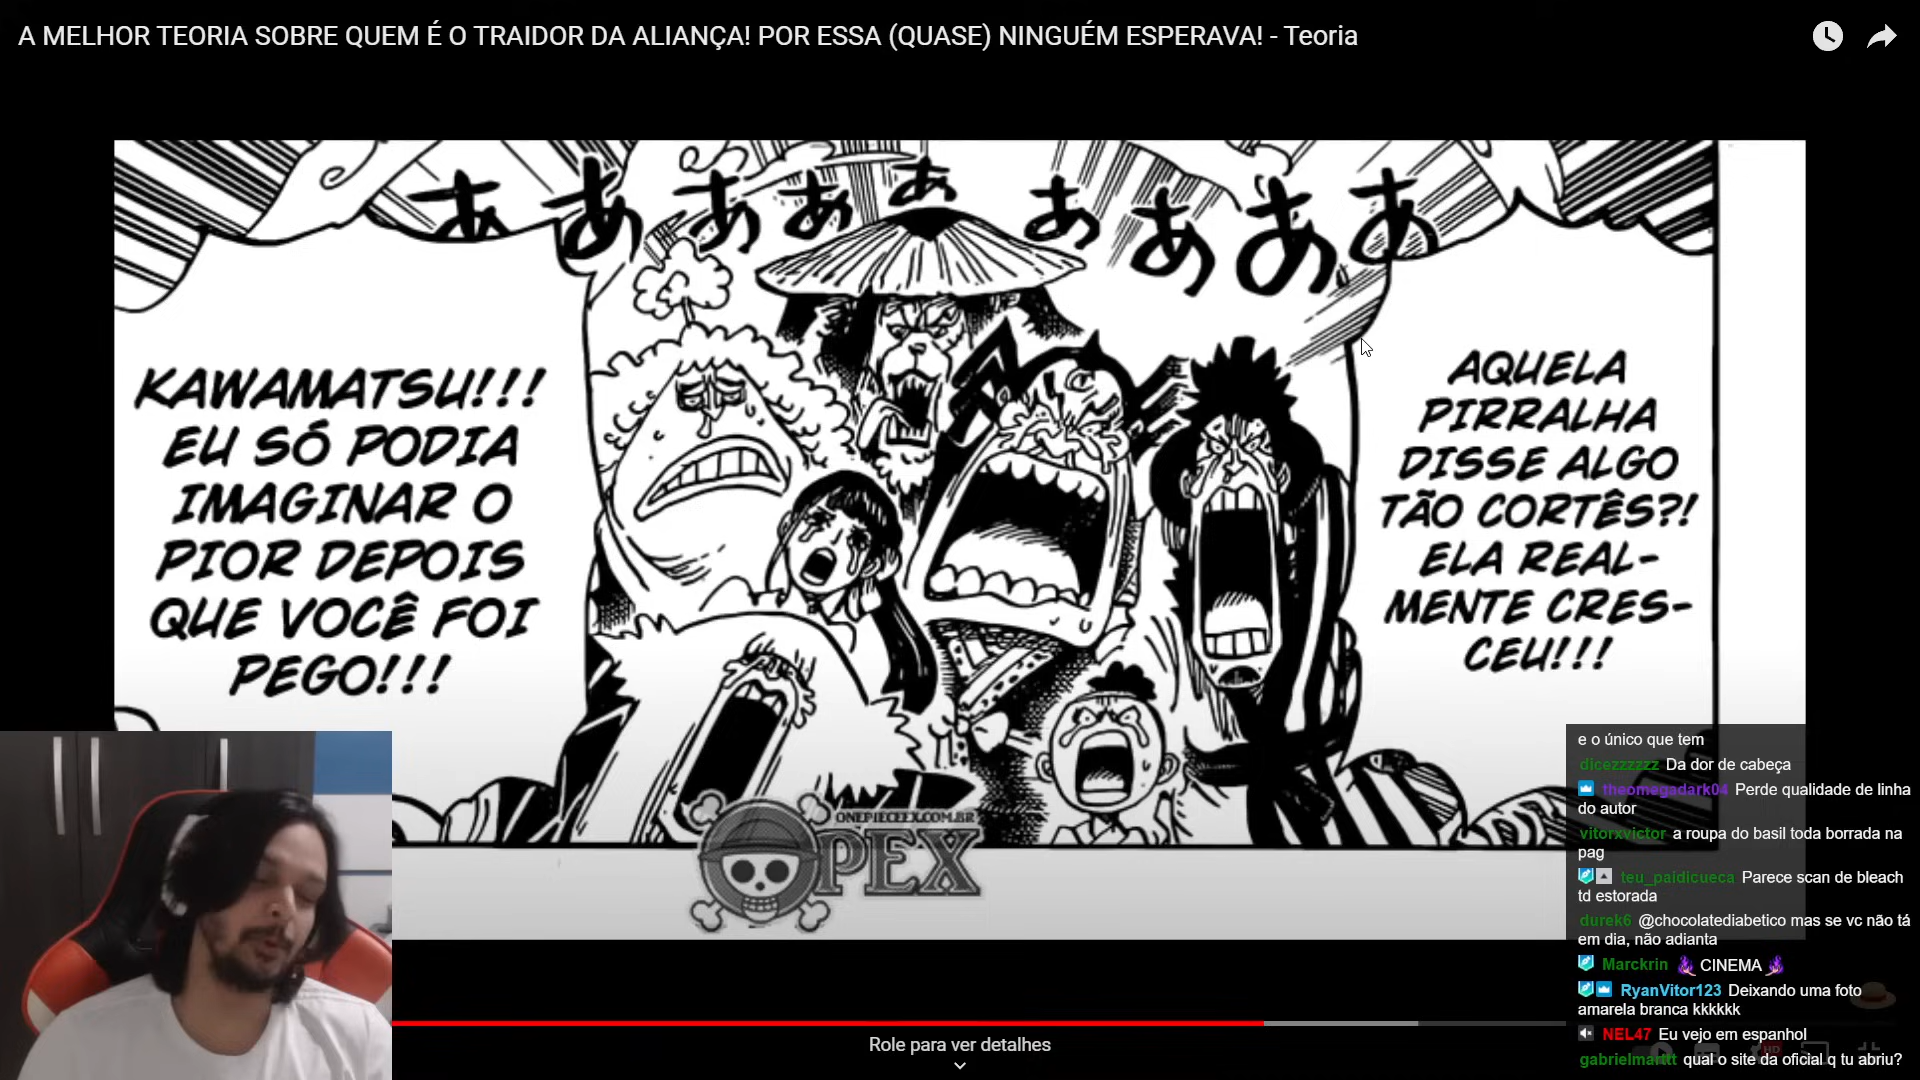 A MELHOR TEORIA SOBRE QUEM É O TRAIDOR DA ALIANÇA! POR ESSA (QUASE) NINGUÉM ESPERAVA! - Teoria
あああああああああ
KAWAMATSU!!!
EU SÓ PODIA
IMAGINAR O
PIOR DEPOIS
QUE VOCÊ FOI
PEGO!!!
AQUELA
PIRRALHA
DISSE ALGO
TÃO CORTÊS?!
ELA REAL-
MENTE CRES-
CEU!!!
ONEPIECEEX.COM.BR
OPEX
e o único que tem
dicezzzzzz Da dor de cabeça
theomegadark04 Perde qualidade de linha
do autor
vitorxvictor a roupa do basil toda borrada na
pag
teu_paidicueca Parece scan de bleach
td estorada
durek6 @chocolatediabetico mas se vc não tá
em dia, não adianta
Marckrin CINEMA
RyanVitor123 Deixando uma foto
amarela branca kkkkkk
NEL47 Eu vejo em espanhol
gabrielmarttt qual o site da oficial q tu abriu?
Role para ver detalhes
HD